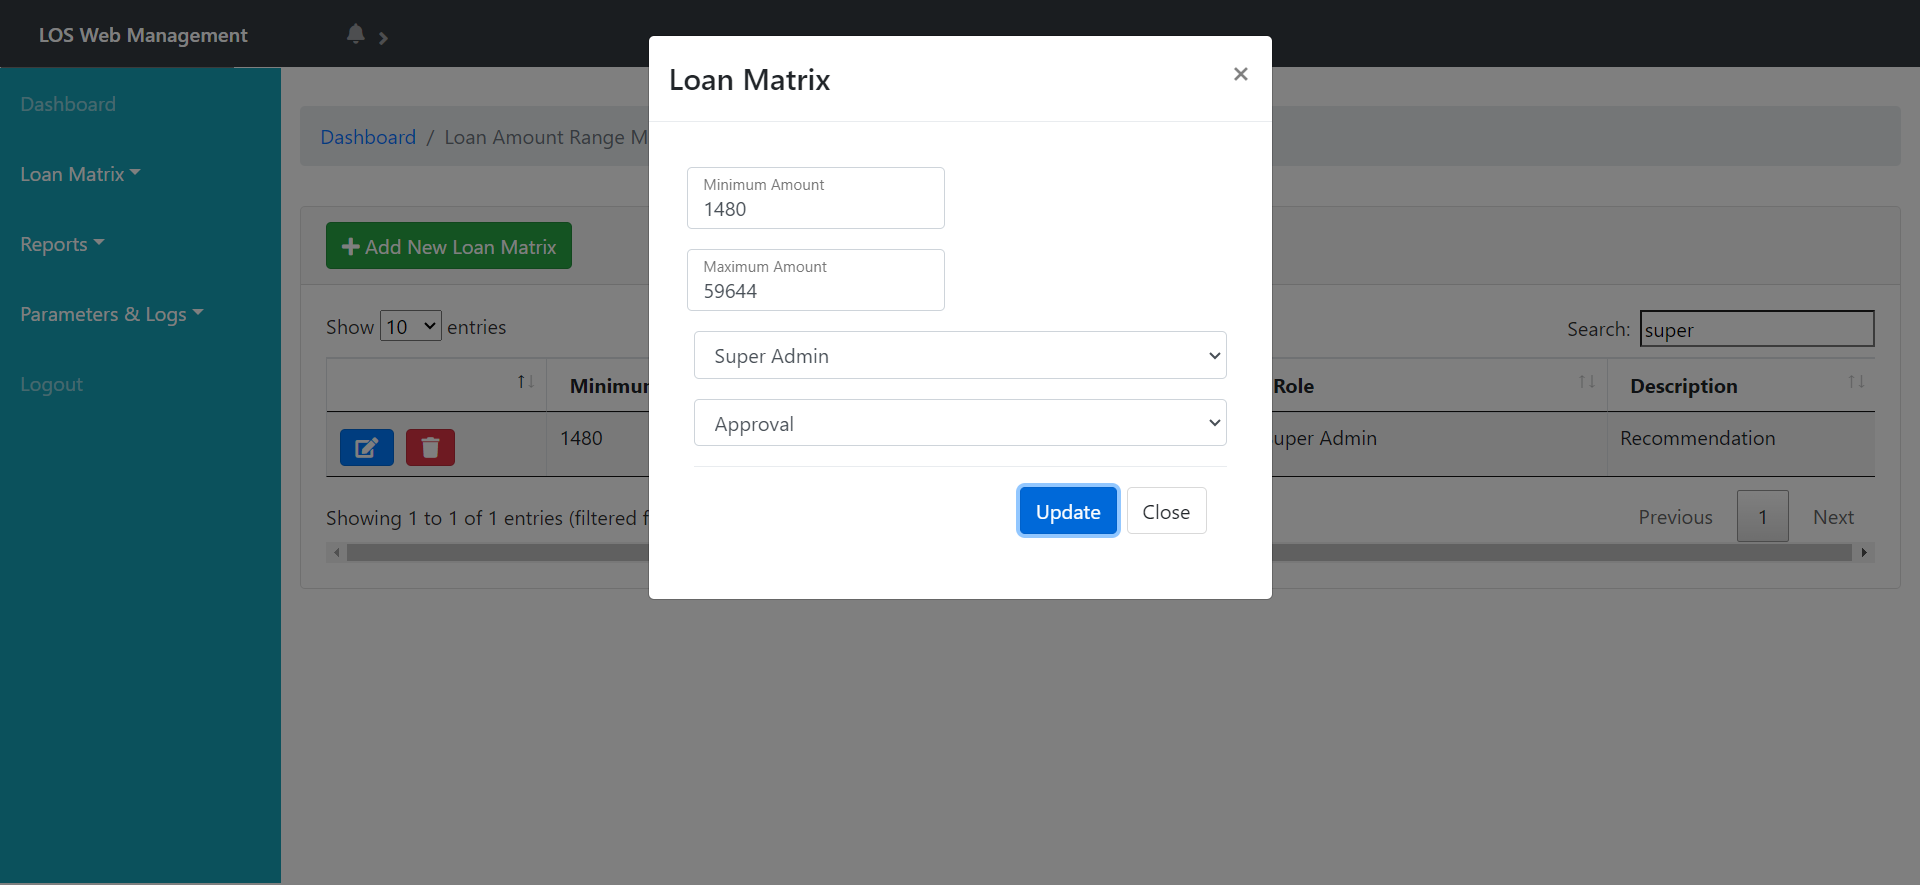 LOS Web Management
Dashboard
Loan Matrix
Reports
Parameters & Logs
Logout
Dashboard / Loan Amount Range M
Add New Loan Matrix
Show 10 entries
Search: super
Minimum
Role
Description
1480
uper Admin
Recommendation
Showing 1 to 1 of 1 entries (filtered f
Previous 1 Next
Loan Matrix
×
Minimum Amount
1480
Maximum Amount
59644
Super Admin
Approval
Update
Close